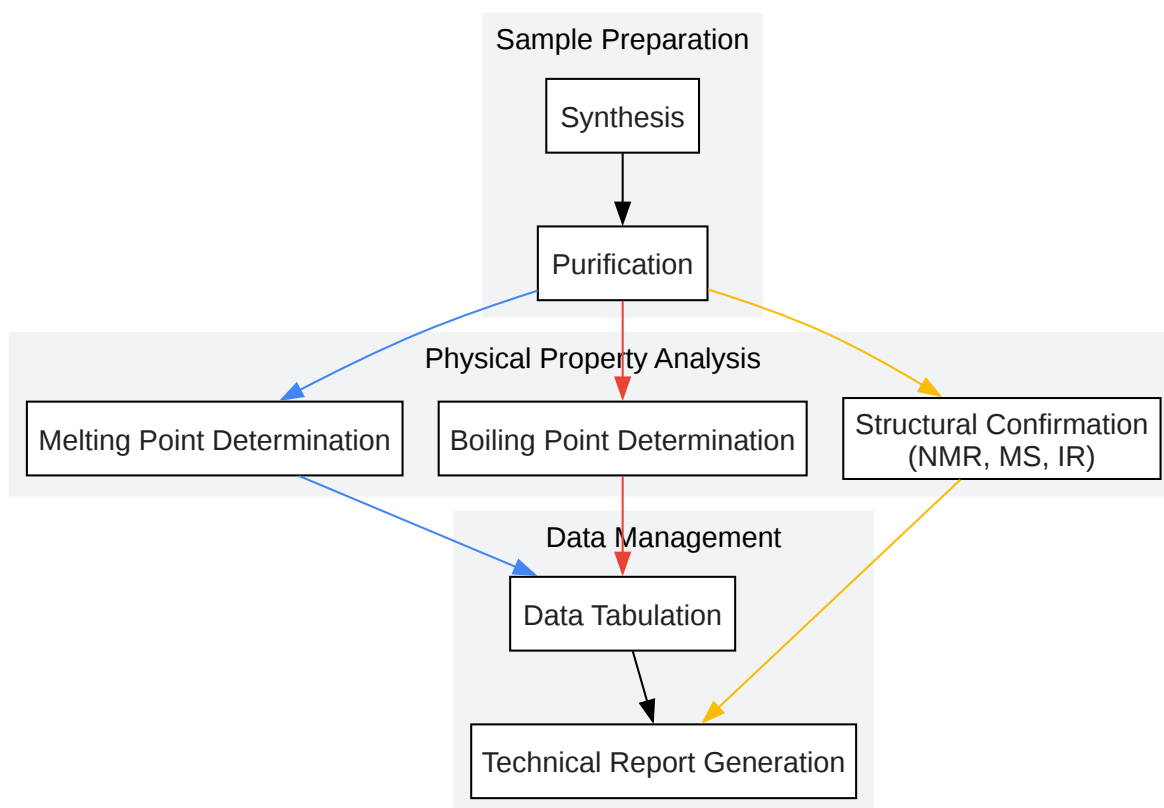 Sample Preparation
Synthesis
Purification
Physical Property Analysis
Melting Point Determination
Boiling Point Determination
Structural Confirmation
(NMR, MS, IR)
Data Management
Data Tabulation
Technical Report Generation